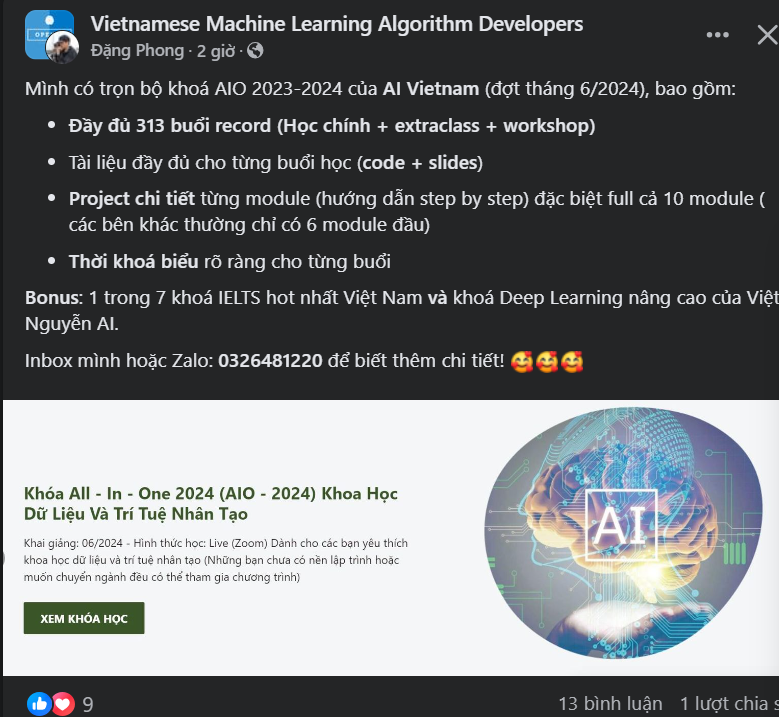 Vietnamese Machine Learning Algorithm Developers
OPEN
Đặng Phong · 2 giờ ·
Mình có trọn bộ khoá AIO 2023-2024 của AI Vietnam (đợt tháng 6/2024), bao gồm:
• Đầy đủ 313 buổi record (Học chính + extraclass + workshop)
• Tài liệu đầy đủ cho từng buổi học (code + slides)
• Project chi tiết từng module (hướng dẫn step by step) đặc biệt full cả 10 module (
các bên khác thường chỉ có 6 module đầu)
• Thời khoá biểu rõ ràng cho từng buổi
Bonus: 1 trong 7 khoá IELTS hot nhất Việt Nam và khoá Deep Learning nâng cao của Việt
Nguyễn AI.
Inbox mình hoặc Zalo: 0326481220 để biết thêm chi tiết! 🥰🥰🥰
Khóa All - In - One 2024 (AIO - 2024) Khoa Học
Dữ Liệu Và Trí Tuệ Nhân Tạo
Khai giảng: 06/2024 - Hình thức học: Live (Zoom) Dành cho các bạn yêu thích
khoa học dữ liệu và trí tuệ nhân tạo (Những bạn chưa có nền lập trình hoặc
muốn chuyển ngành đều có thể tham gia chương trình)
XEM KHÓA HỌC
AI
9
13 bình luận 1 lượt chia s